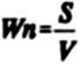 Wn = S/V